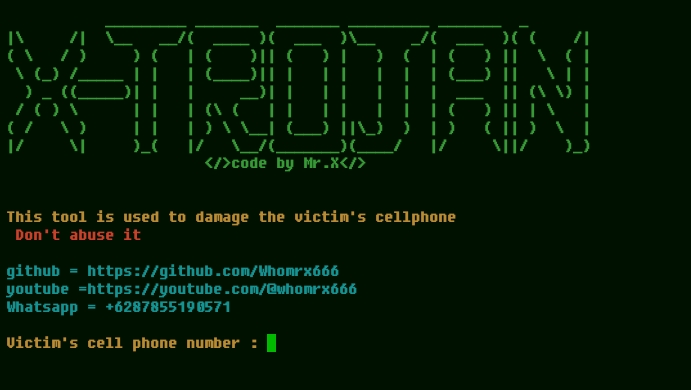 X-TROJAN
</>code by Mr.X</>
This tool is used to damage the victim's cellphone
Don't abuse it
github = https://github.com/Whomrx666
youtube =https://youtube.com/@whomrx666
Whatsapp = +6287855190571
Victim's cell phone number :